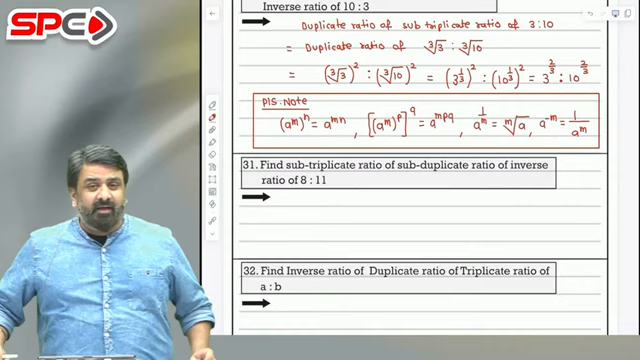 SPC
Inverse ratio of 10 : 3
Duplicate ratio of sub triplicate ratio of 3:10
= Duplicate ratio of ∛3 : ∛10
= (∛3)² : (∛10)² = (3^{1/3})² : (10^{1/3})² = 3^{2/3} : 10^{2/3}
Pls.Note
(a^m)^n = a^{mn} , [(a^m)^p]^q = a^{mpq} a^{1/m} = ᵐ√a , a^{-m} = 1/a^m
31. Find sub-triplicate ratio of sub-duplicate ratio of inverse
ratio of 8 : 11
32. Find Inverse ratio of Duplicate ratio of Triplicate ratio of
a : b